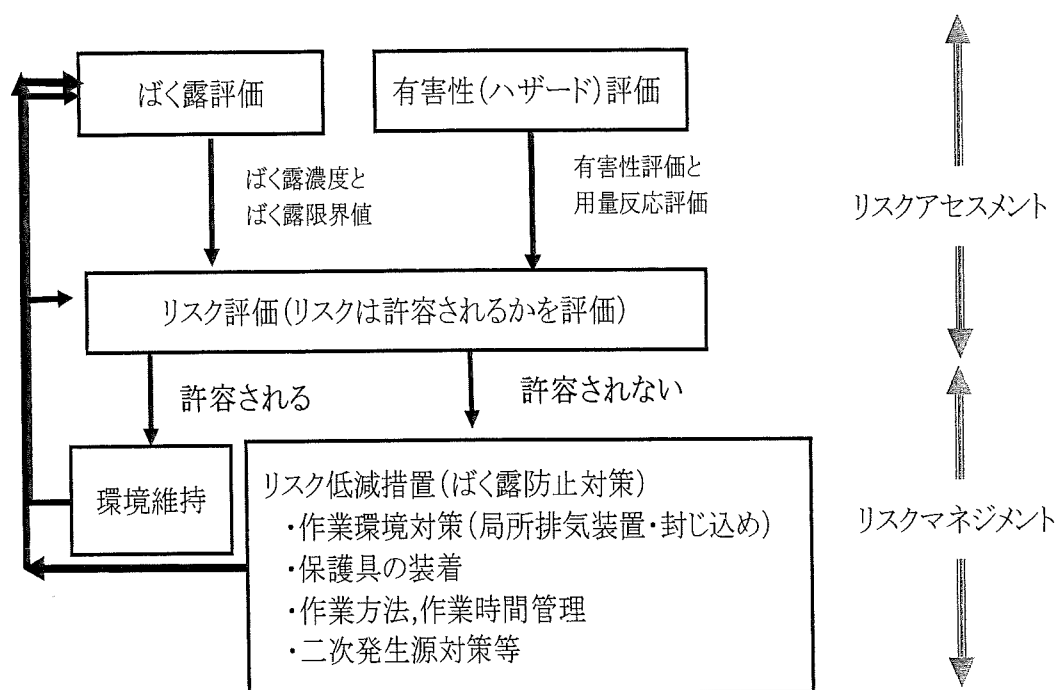 ばく露評価
有害性(ハザード)評価
ばく露濃度と
ばく露限界値
有害性評価と
用量反応評価
リスクアセスメント
リスク評価(リスクは許容されるかを評価)
許容される
許容されない
環境維持
リスク低減措置(ばく露防止対策)
・作業環境対策(局所排気装置・封じ込め)
・保護具の装着
・作業方法,作業時間管理
・二次発生源対策等
リスクマネジメント